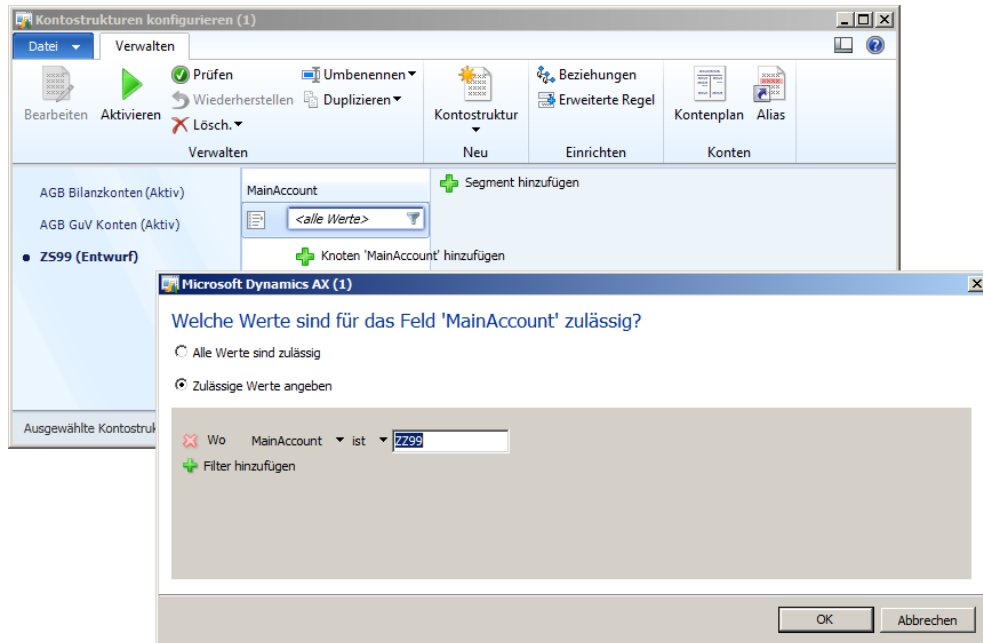 Kontostrukturen konfigurieren (1)
Datei Verwalten
Bearbeiten
Aktivieren
Prüfen
Wiederherstellen
Lösch.
Umbenennen
Duplizieren
Verwalten
Kontostruktur
Neu
Beziehungen
Erweiterte Regel
Einrichten
Kontenplan Alias
Konten
AGB Bilanzkonten (Aktiv)
AGB GuV Konten (Aktiv)
ZS99 (Entwurf)
MainAccount
<alle Werte>
Segment hinzufügen
Knoten 'MainAccount' hinzufügen
Ausgewählte Kontostruk
Microsoft Dynamics AX (1)
Welche Werte sind für das Feld 'MainAccount' zulässig?
Alle Werte sind zulässig
Zulässige Werte angeben
Wo MainAccount ist ZZ99
Filter hinzufügen
OK Abbrechen